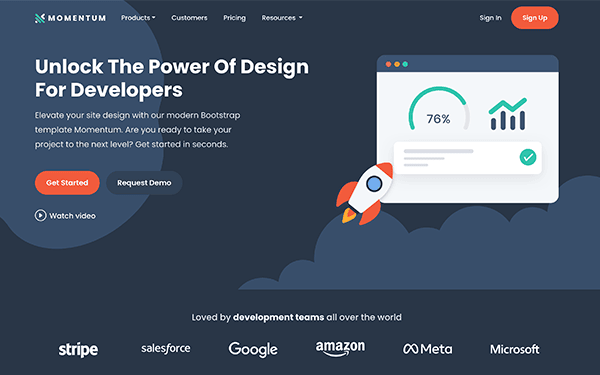 MOMENTUM Products Customers Pricing Resources Sign In Sign Up
Unlock The Power Of Design
For Developers
Elevate your site design with our modern Bootstrap
template Momentum. Are you ready to take your
project to the next level? Get started in seconds.
Get Started Request Demo
Watch video
76%
Loved by development teams all over the world
stripe salesforce Google amazon Meta Microsoft